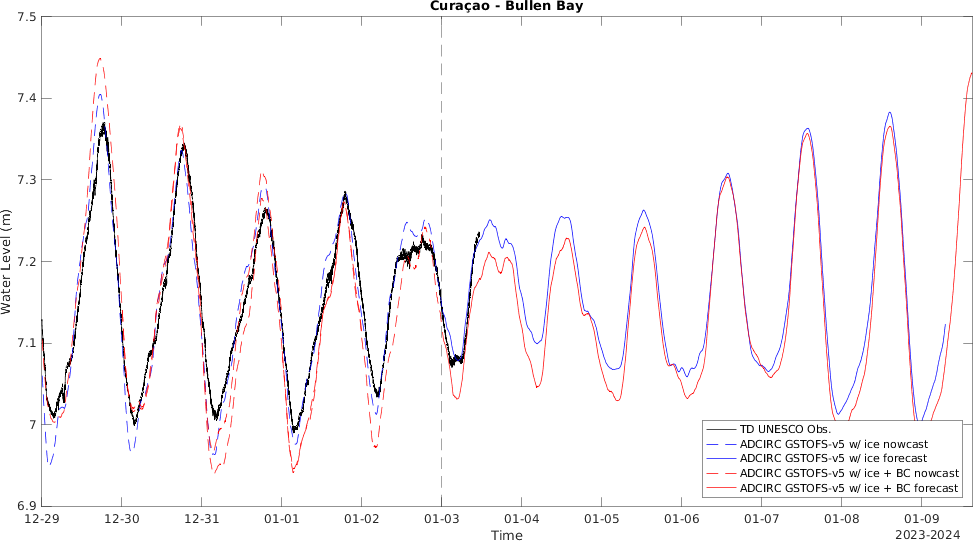 Curaçao - Bullen Bay
Water Level (m)
7.5
7.4
7.3
7.2
7.1
7
6.9
12-29 12-30 12-31 01-01 01-02 01-03 01-04 01-05 01-06 01-07 01-08 01-09
2023-2024
Time
TD UNESCO Obs.
ADCIRC GSTOFS-v5 w/ ice nowcast
ADCIRC GSTOFS-v5 w/ ice forecast
ADCIRC GSTOFS-v5 w/ ice + BC nowcast
ADCIRC GSTOFS-v5 w/ ice + BC forecast